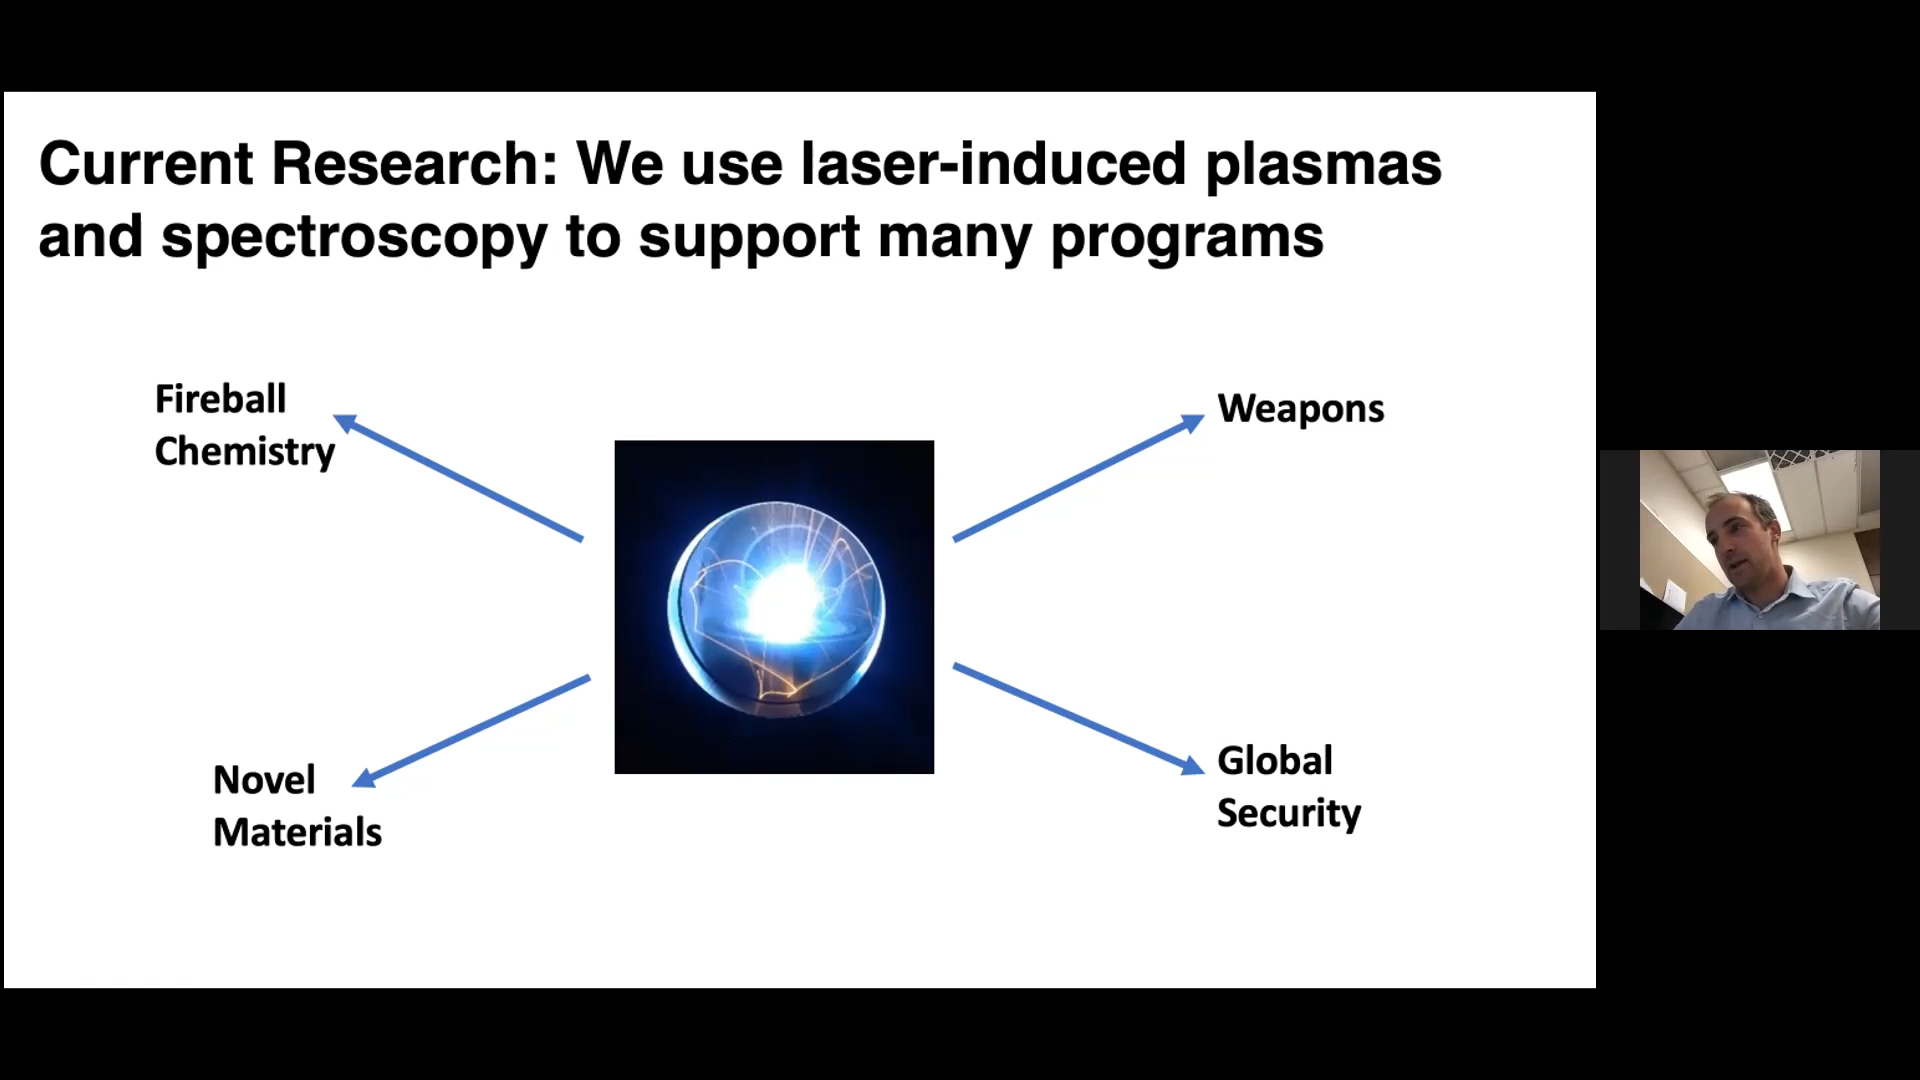 Current Research: We use laser-induced plasmas
and spectroscopy to support many programs
Fireball
Chemistry
Weapons
Novel
Materials
Global
Security